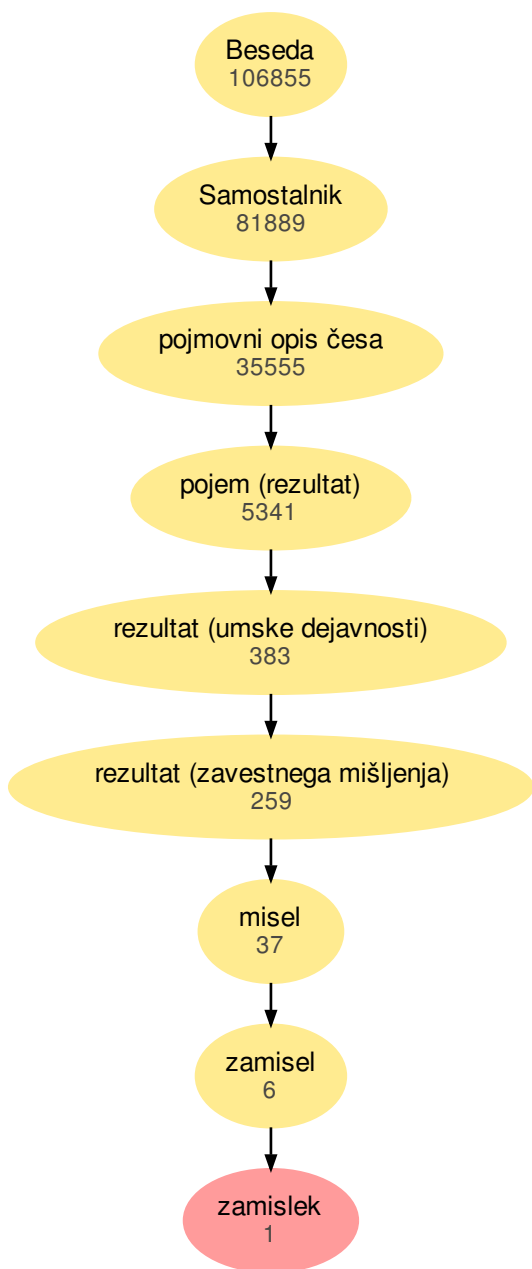 Beseda
106855
Samostalnik
81889
pojmovni opis česa
35555
pojem (rezultat)
5341
rezultat (umske dejavnosti)
383
rezultat (zavestnega mišljenja)
259
misel
37
zamisel
6
zamislek
1